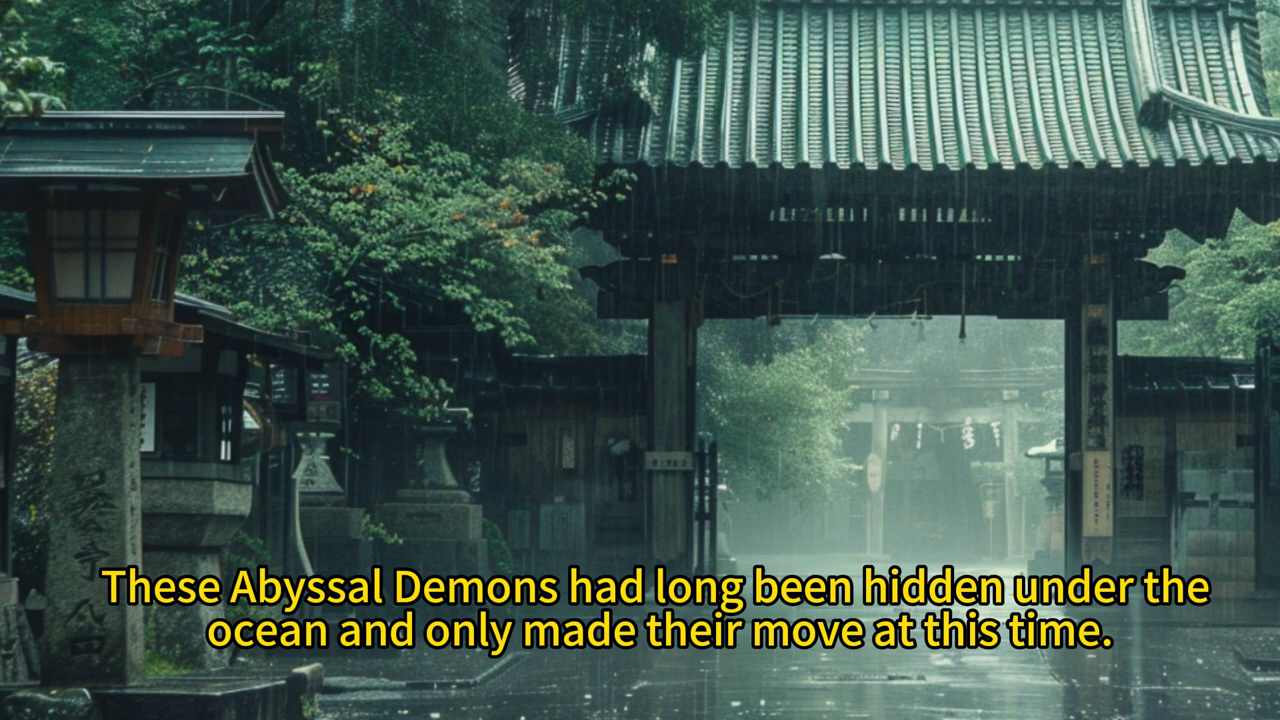 These Abyssal Demons had long been hidden under the
ocean and only made their move at this time.